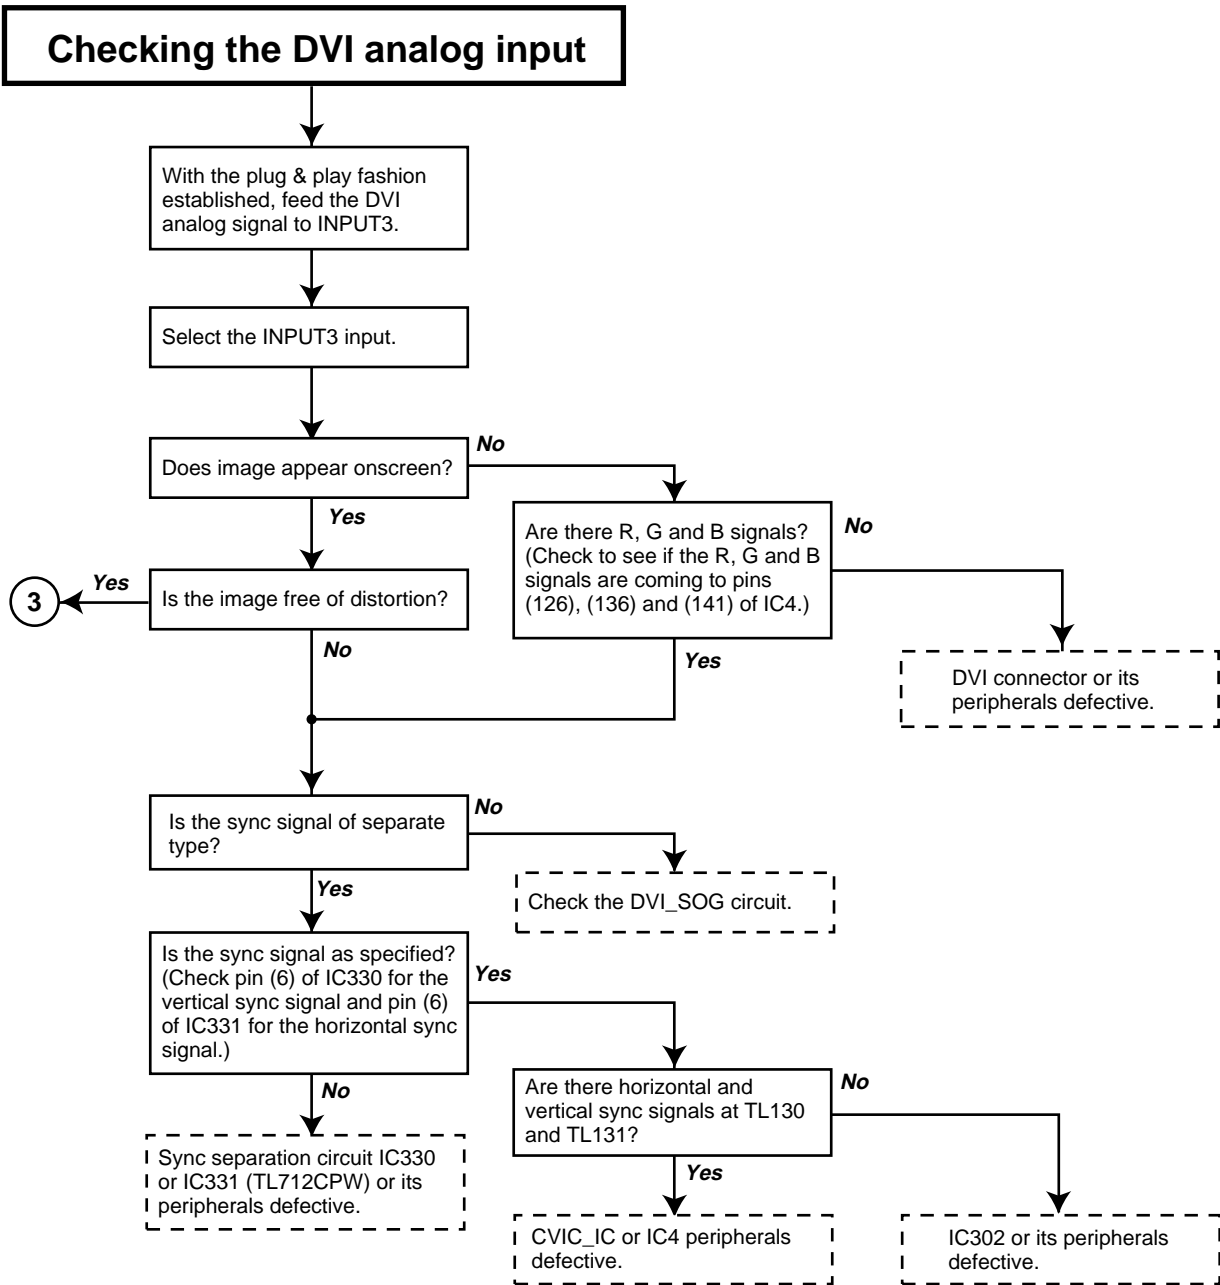 Checking the DVI analog input
With the plug & play fashion
established, feed the DVI
analog signal to INPUT3.
Select the INPUT3 input.
Does image appear onscreen?
No
Yes
Are there R, G and B signals?
(Check to see if the R, G and B
signals are coming to pins
(126), (136) and (141) of IC4.)
No
Yes
3
Yes
Is the image free of distortion?
No
DVI connector or its
peripherals defective.
Is the sync signal of separate
type?
No
Yes
Check the DVI_SOG circuit.
Is the sync signal as specified?
(Check pin (6) of IC330 for the
vertical sync signal and pin (6)
of IC331 for the horizontal sync
signal.)
Yes
No
Are there horizontal and
vertical sync signals at TL130
and TL131?
No
Yes
Sync separation circuit IC330
or IC331 (TL712CPW) or its
peripherals defective.
CVIC_IC or IC4 peripherals
defective.
IC302 or its peripherals
defective.